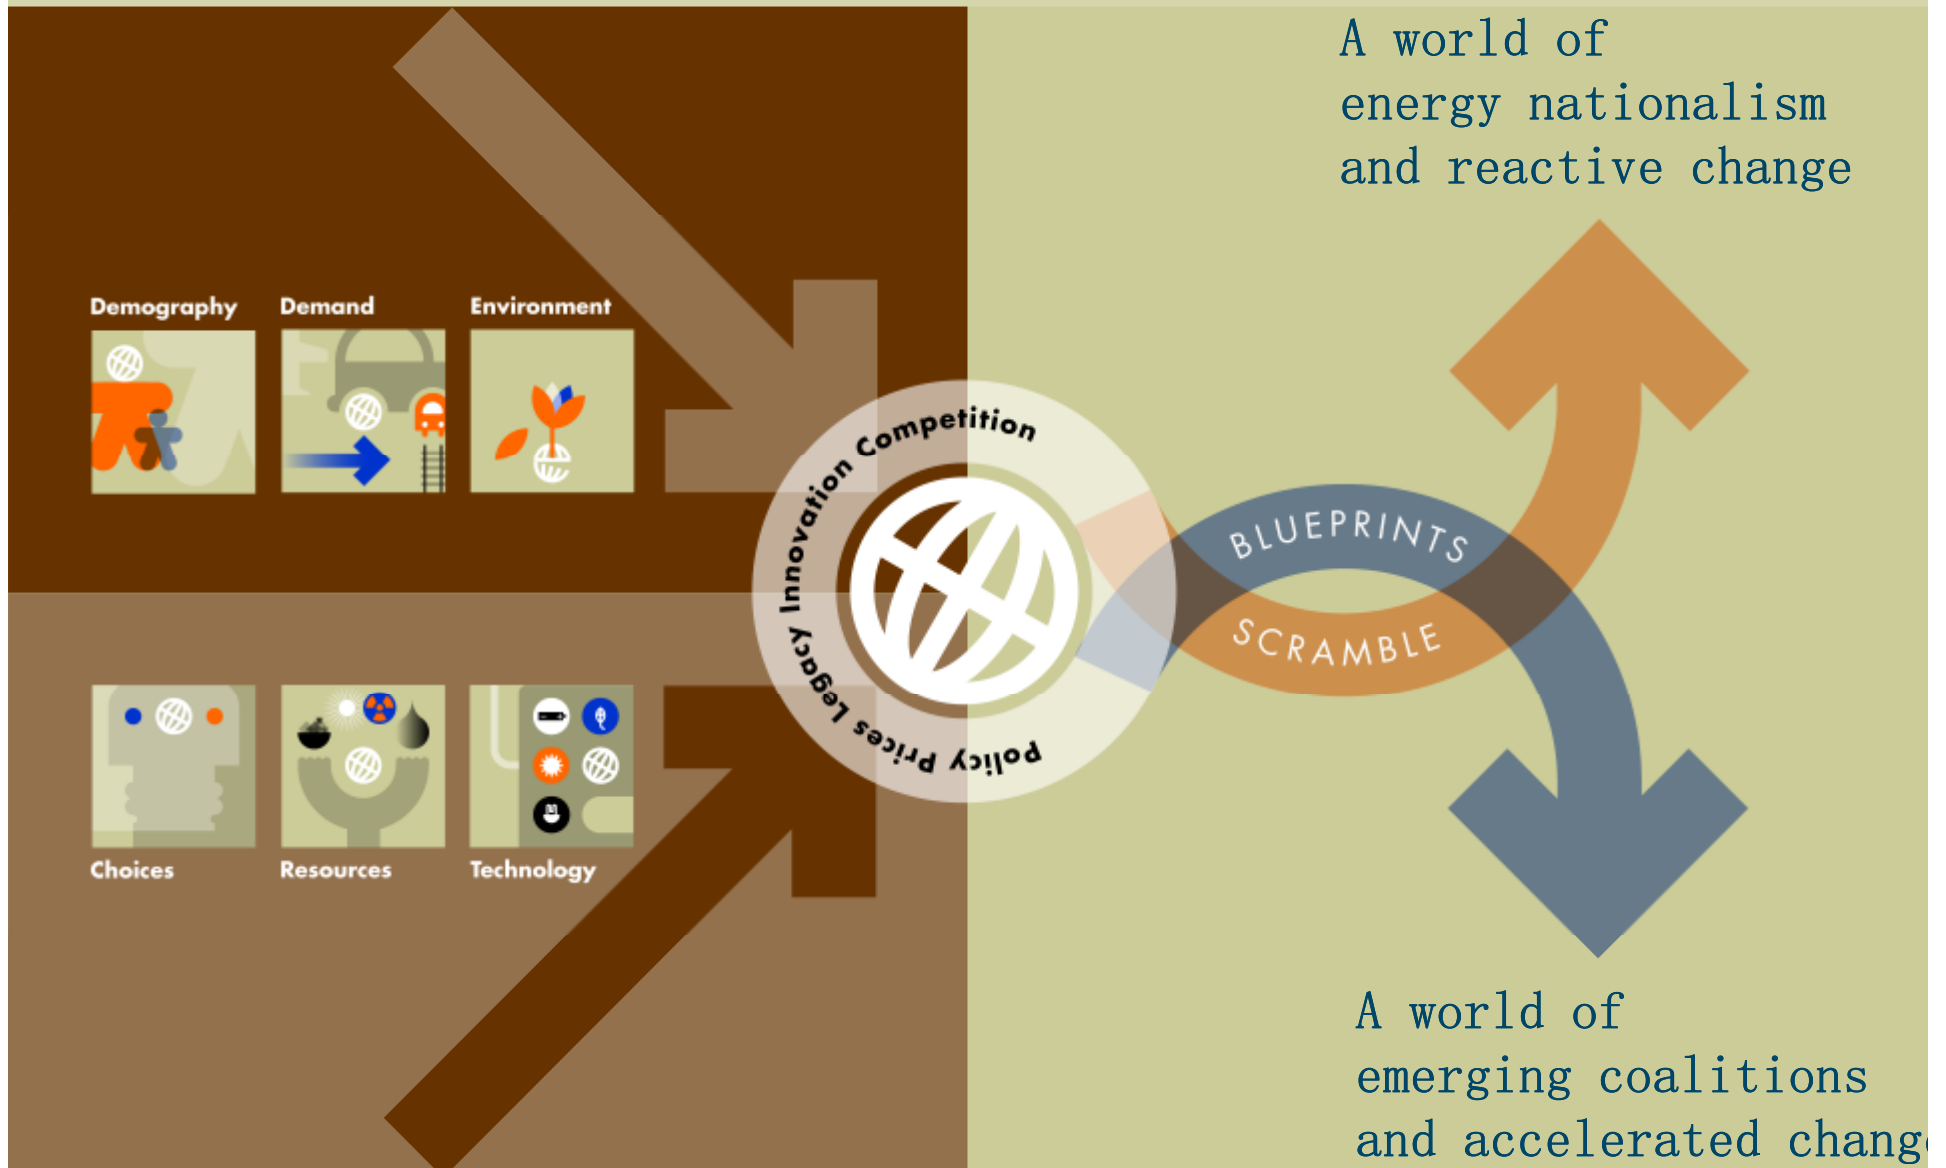 A world of
energy nationalism
and reactive change
Demography
Demand
Environment
Policy Prices Legacy Innovation Competition
BLUEPRINTS
SCRAMBLE
Choices
Resources
Technology
A world of
emerging coalitions
and accelerated change